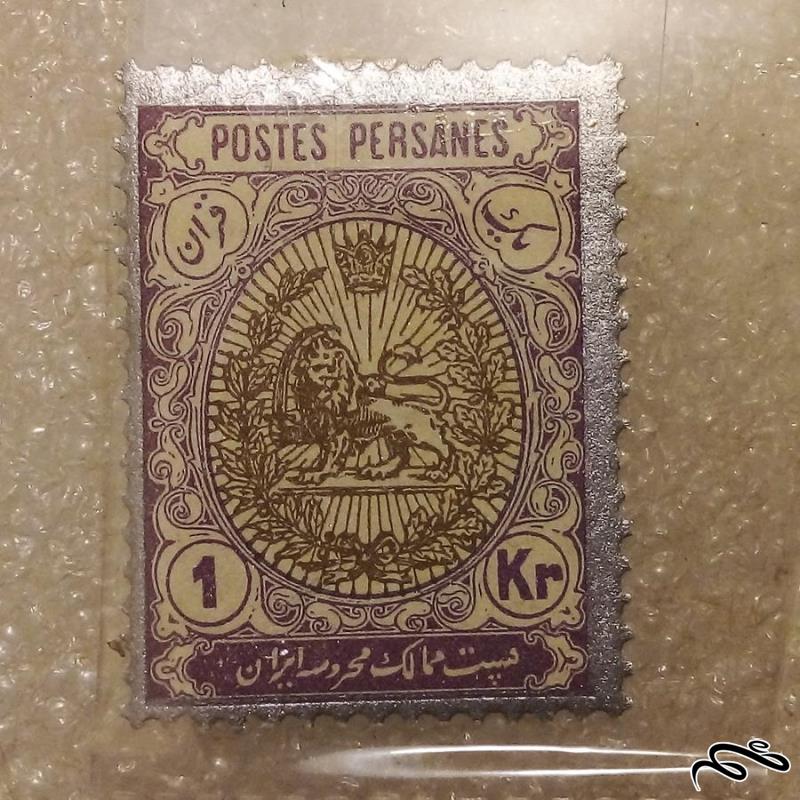 POSTES PERSANES
یک قران
1 Kr
پست ممالک محروسه ایران